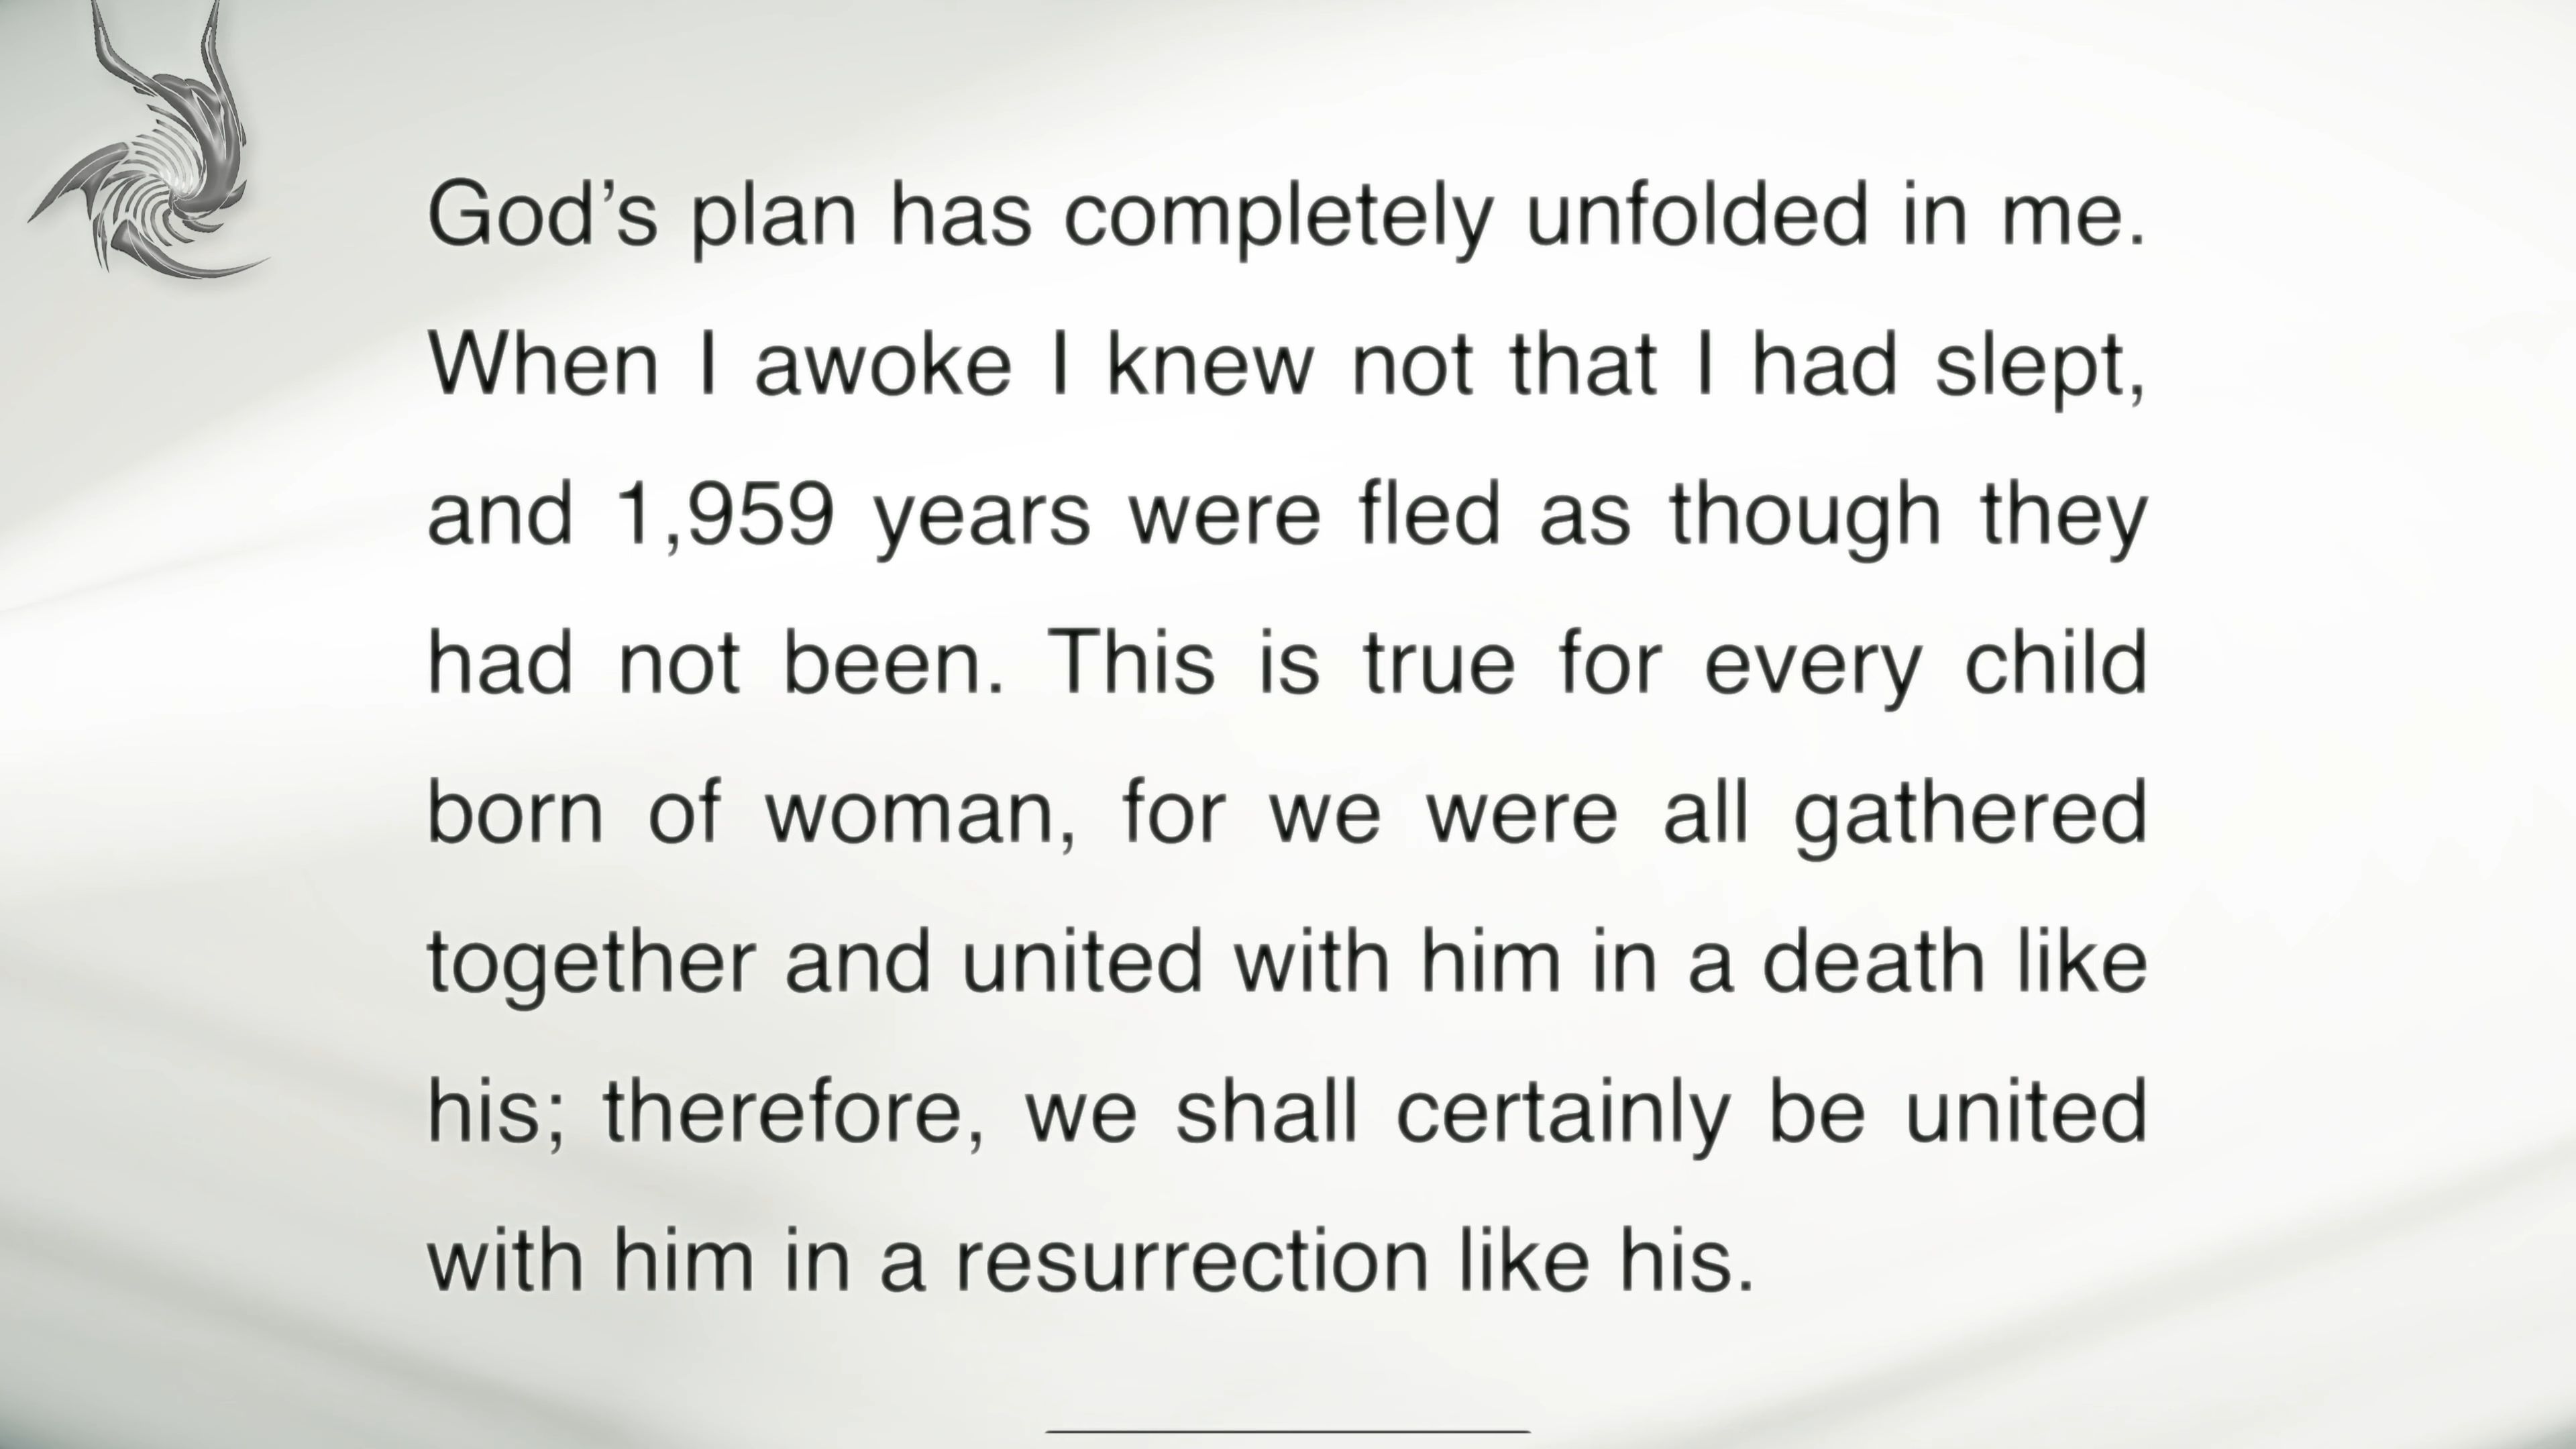 God’s plan has completely unfolded in me.
When I awoke I knew not that I had slept,
and 1,959 years were fled as though they
had not been. This is true for every child
born of woman, for we were all gathered
together and united with him in a death like
his; therefore, we shall certainly be united
with him in a resurrection like his.